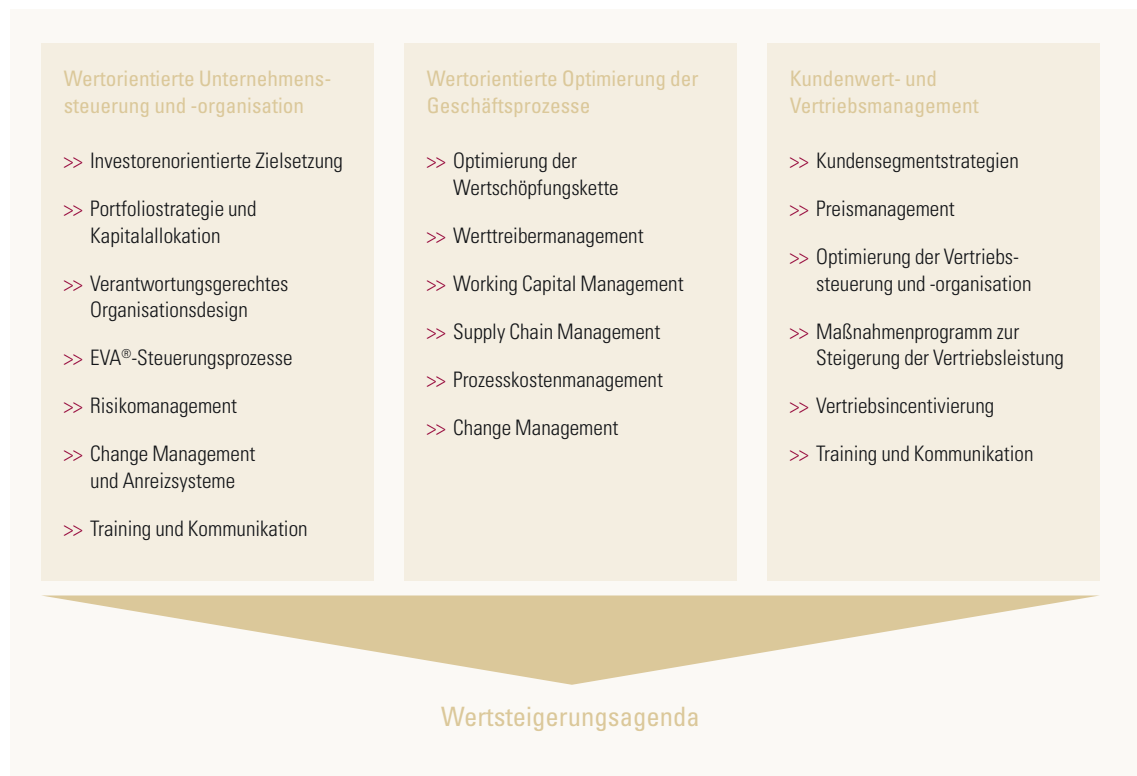 Wertorientierte Unternehmens-
steuerung und -organisation
>> Investorenorientierte Zielsetzung
>> Portfoliostrategie und
Kapitalallokation
>> Verantwortungsgerechtes
Organisationsdesign
>> EVA®-Steuerungsprozesse
>> Risikomanagement
>> Change Management
und Anreizsysteme
>> Training und Kommunikation
Wertorientierte Optimierung der
Geschäftsprozesse
>> Optimierung der
Wertschöpfungskette
>> Werttreibermanagement
>> Working Capital Management
>> Supply Chain Management
>> Prozesskostenmanagement
>> Change Management
Kundenwert- und
Vertriebsmanagement
>> Kundensegmentstrategien
>> Preismanagement
>> Optimierung der Vertriebs-
steuerung und -organisation
>> Maßnahmenprogramm zur
Steigerung der Vertriebsleistung
>> Vertriebsincentivierung
>> Training und Kommunikation
Wertsteigerungsagenda